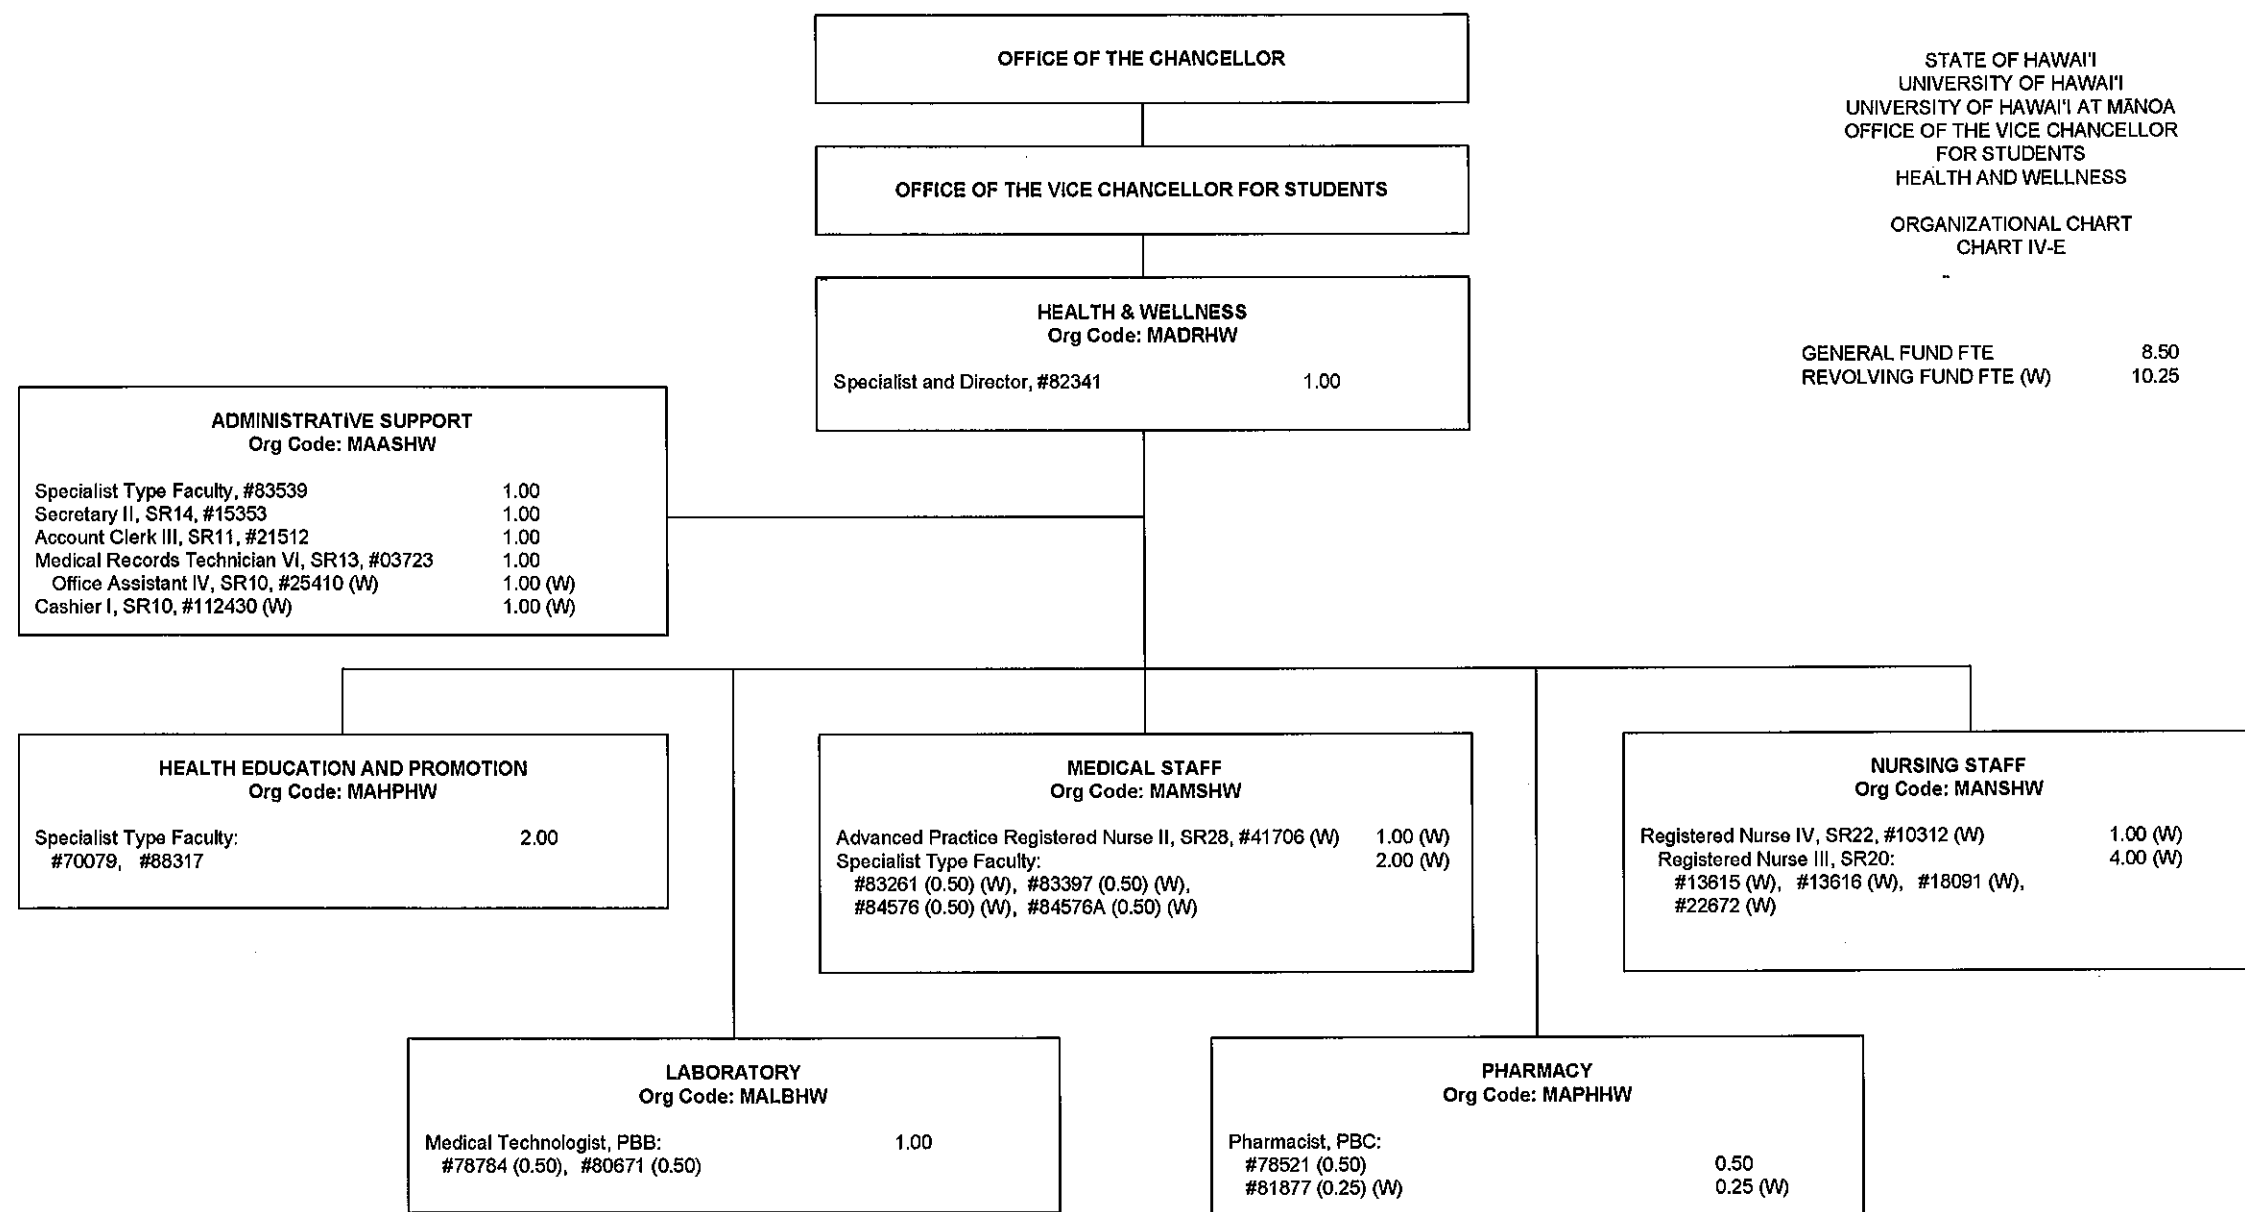 OFFICE OF THE CHANCELLOR
OFFICE OF THE VICE CHANCELLOR FOR STUDENTS
STATE OF HAWAI'I
UNIVERSITY OF HAWAI'I
UNIVERSITY OF HAWAI'I AT MĀNOA
OFFICE OF THE VICE CHANCELLOR
FOR STUDENTS
HEALTH AND WELLNESS
ORGANIZATIONAL CHART
CHART IV-E
GENERAL FUND FTE 8.50
REVOLVING FUND FTE (W) 10.25
HEALTH & WELLNESS
Org Code: MADRHW
Specialist and Director, #82341 1.00
ADMINISTRATIVE SUPPORT
Org Code: MAASHW
Specialist Type Faculty, #83539 1.00
Secretary II, SR14, #15353 1.00
Account Clerk III, SR11, #21512 1.00
Medical Records Technician VI, SR13, #03723 1.00
Office Assistant IV, SR10, #25410 (W) 1.00 (W)
Cashier I, SR10, #112430 (W) 1.00 (W)
HEALTH EDUCATION AND PROMOTION
Org Code: MAHPHW
Specialist Type Faculty: 2.00
#70079, #88317
MEDICAL STAFF
Org Code: MAMSHW
Advanced Practice Registered Nurse II, SR28, #41706 (W) 1.00 (W)
Specialist Type Faculty: 2.00 (W)
#83261 (0.50) (W), #83397 (0.50) (W),
#84576 (0.50) (W), #84576A (0.50) (W)
NURSING STAFF
Org Code: MANSHW
Registered Nurse IV, SR22, #10312 (W) 1.00 (W)
Registered Nurse III, SR20: 4.00 (W)
#13615 (W), #13616 (W), #18091 (W),
#22672 (W)
LABORATORY
Org Code: MALBHW
Medical Technologist, PBB: 1.00
#78784 (0.50), #80671 (0.50)
PHARMACY
Org Code: MAPHHW
Pharmacist, PBC:
#78521 (0.50) 0.50
#81877 (0.25) (W) 0.25 (W)